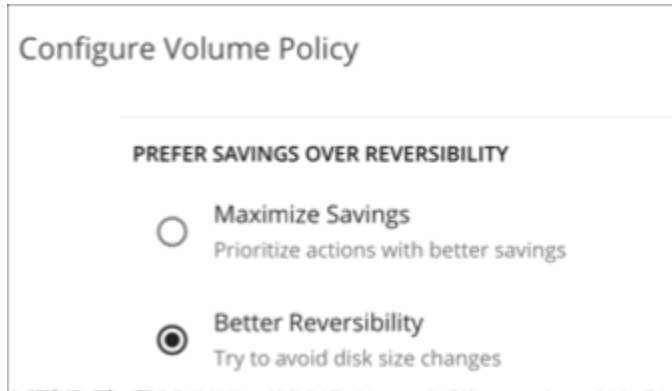 Configure Volume Policy
PREFER SAVINGS OVER REVERSIBILITY
Maximize Savings
Prioritize actions with better savings
Better Reversibility
Try to avoid disk size changes